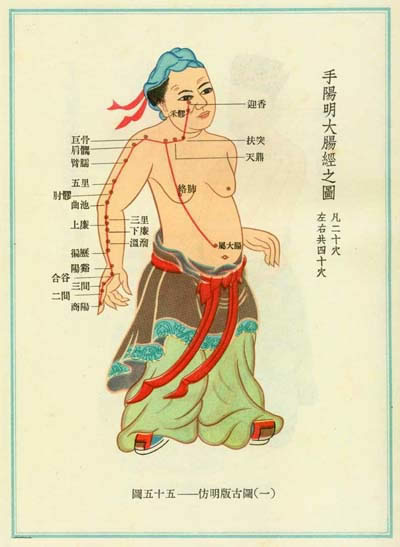 手陽明大腸經之圖
凡二十穴
左右共四十穴
迎香
禾髎
扶突
天鼎
巨骨
肩髃
臂臑
五里
肘髎
曲池
上廉
三里
下廉
溫溜
偏歷
陽谿
合谷
三間
二間
商陽
絡肺
屬大腸
圖五十五——仿明版古圖(一)